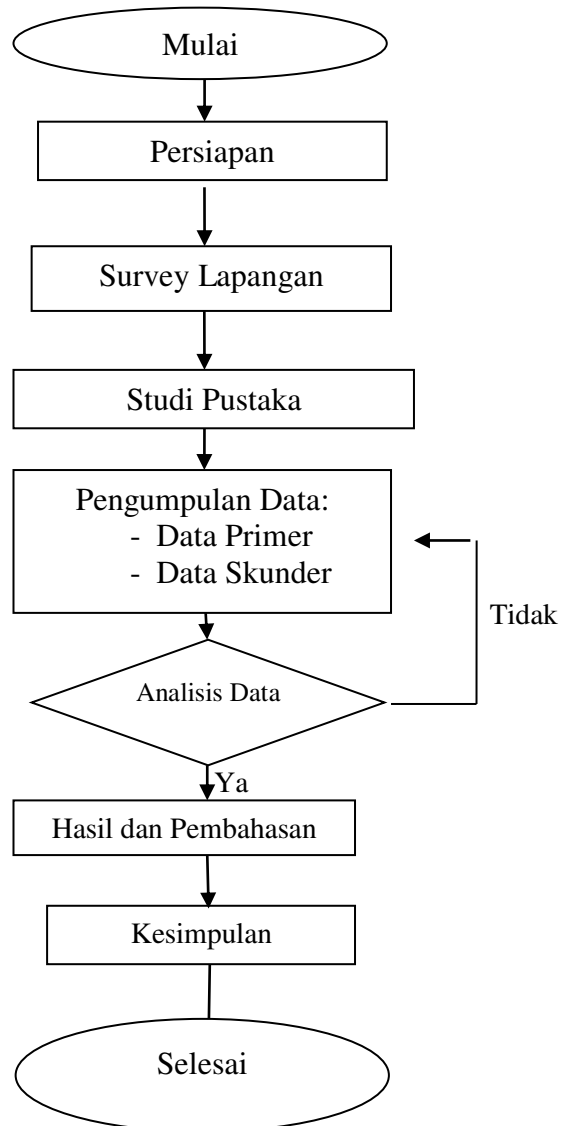 Mulai
Persiapan
Survey Lapangan
Studi Pustaka
Pengumpulan Data:
- Data Primer
- Data Skunder
Tidak
Analisis Data
Ya
Hasil dan Pembahasan
Kesimpulan
Selesai